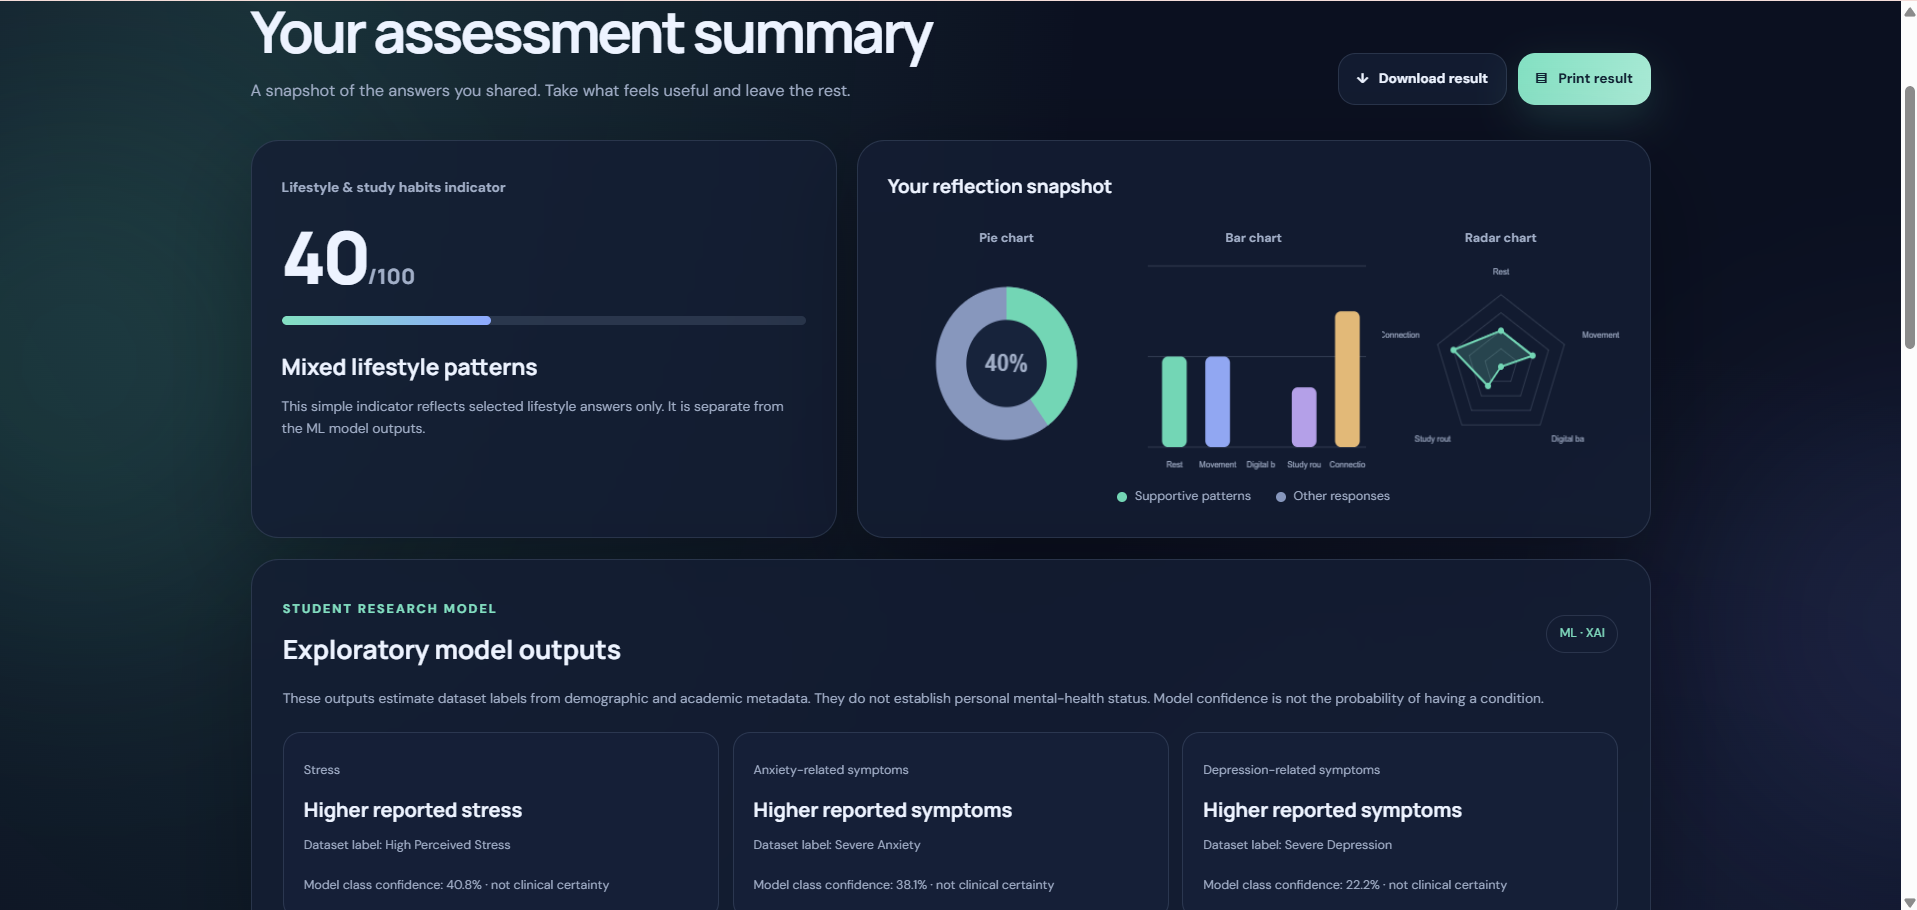 Your assessment summary
A snapshot of the answers you shared. Take what feels useful and leave the rest.
Download result
Print result
Lifestyle & study habits indicator
40/100
Mixed lifestyle patterns
This simple indicator reflects selected lifestyle answers only. It is separate from
the ML model outputs.
Your reflection snapshot
Pie chart
40%
Bar chart
Rest
Movement
Digital b
Study rou
Connectio
Radar chart
Rest
Connection
Movement
Study rout
Digital ba
Supportive patterns
Other responses
STUDENT RESEARCH MODEL
Exploratory model outputs
ML · XAI
These outputs estimate dataset labels from demographic and academic metadata. They do not establish personal mental-health status. Model confidence is not the probability of having a condition.
Stress
Higher reported stress
Dataset label: High Perceived Stress
Model class confidence: 40.8% · not clinical certainty
Anxiety-related symptoms
Higher reported symptoms
Dataset label: Severe Anxiety
Model class confidence: 38.1% · not clinical certainty
Depression-related symptoms
Higher reported symptoms
Dataset label: Severe Depression
Model class confidence: 22.2% · not clinical certainty